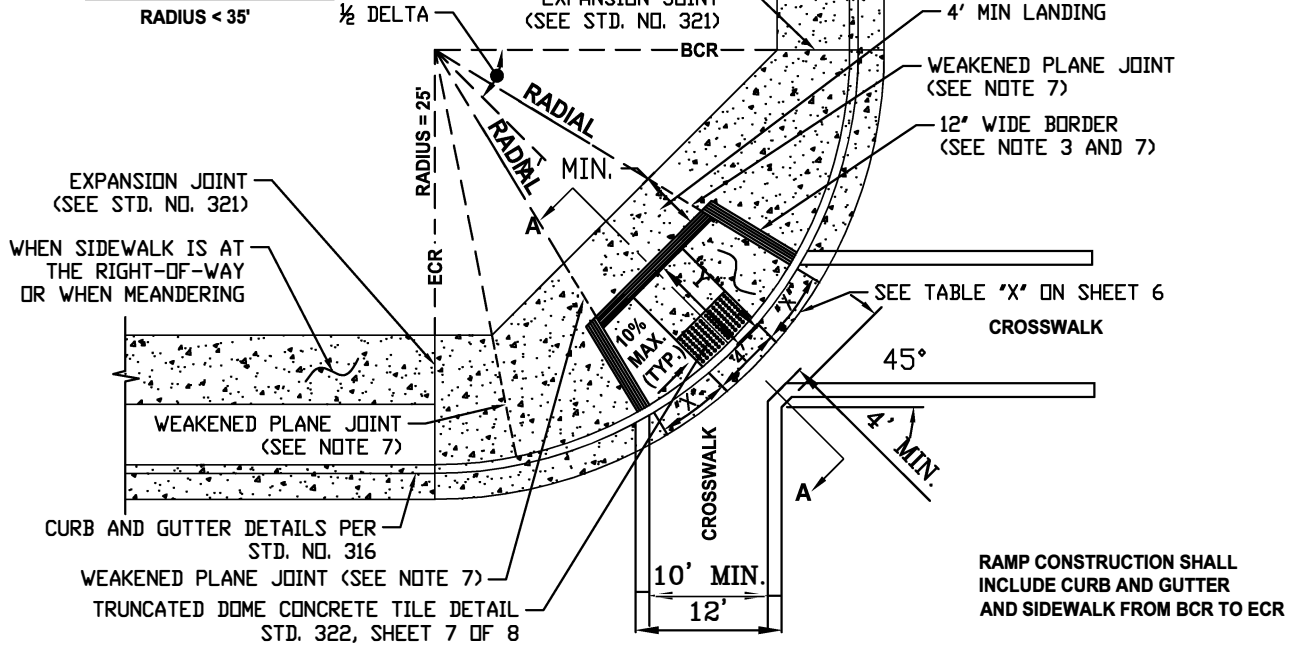 RADIUS < 35'
½ DELTA
EXPANSION JOINT
(SEE STD. NO. 321)
4' MIN LANDING
BCR
WEAKENED PLANE JOINT
(SEE NOTE 7)
12" WIDE BORDER
(SEE NOTE 3 AND 7)
RADIAL
RADIAL
RADIUS = 25'
MIN.
EXPANSION JOINT
(SEE STD. NO. 321)
A
WHEN SIDEWALK IS AT
THE RIGHT-OF-WAY
OR WHEN MEANDERING
ECR
Y
SEE TABLE "X" ON SHEET 6
CROSSWALK
10%
MAX.
(TYP.)
"X"
4'
"X"
45°
4' MIN.
WEAKENED PLANE JOINT
(SEE NOTE 7)
CROSSWALK
A
CURB AND GUTTER DETAILS PER
STD. NO. 316
WEAKENED PLANE JOINT (SEE NOTE 7)
TRUNCATED DOME CONCRETE TILE DETAIL
STD. 322, SHEET 7 OF 8
10' MIN.
12'
RAMP CONSTRUCTION SHALL
INCLUDE CURB AND GUTTER
AND SIDEWALK FROM BCR TO ECR